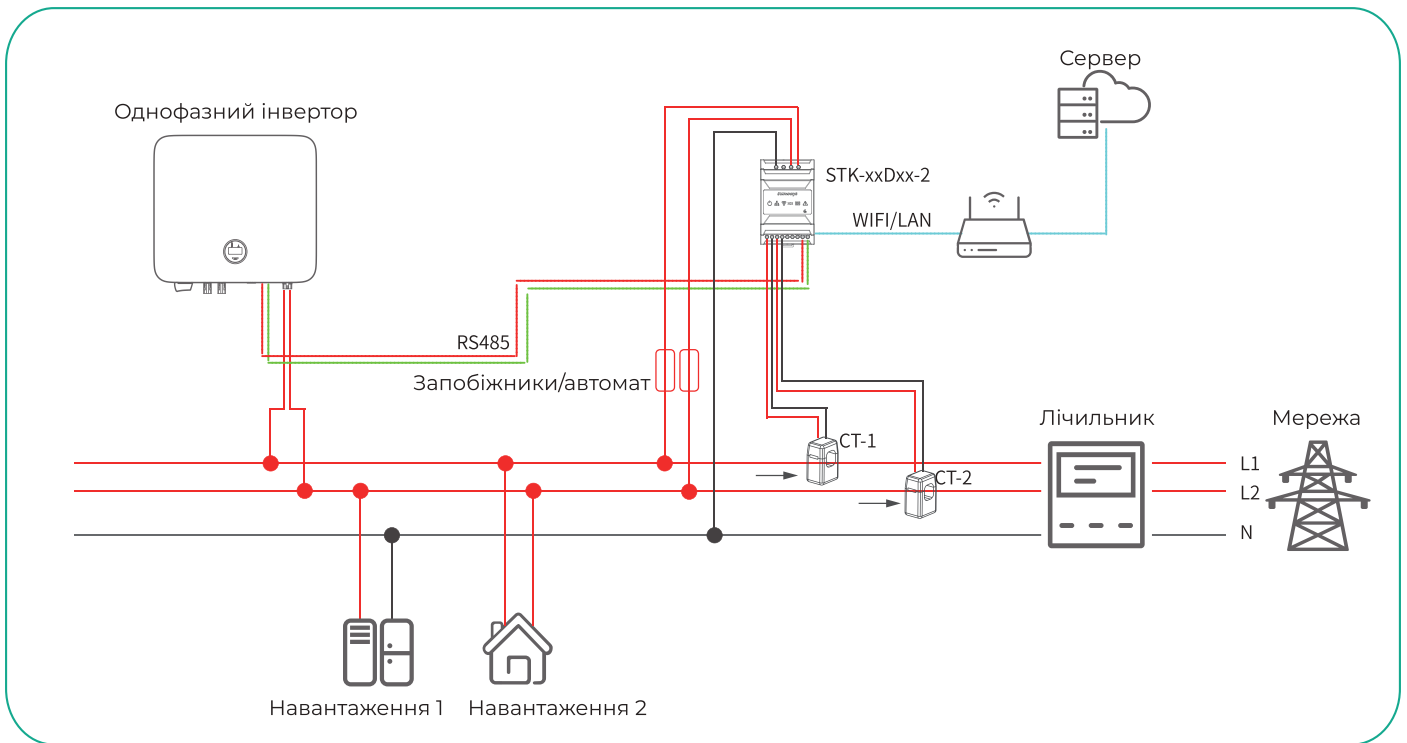 Сервер
Однофазний інвертор
STK-xxDxx-2
WIFI/LAN
RS485
Запобіжники/автомат
CT-1
Лічильник
Мережа
L1
CT-2
L2
N
Навантаження 1
Навантаження 2